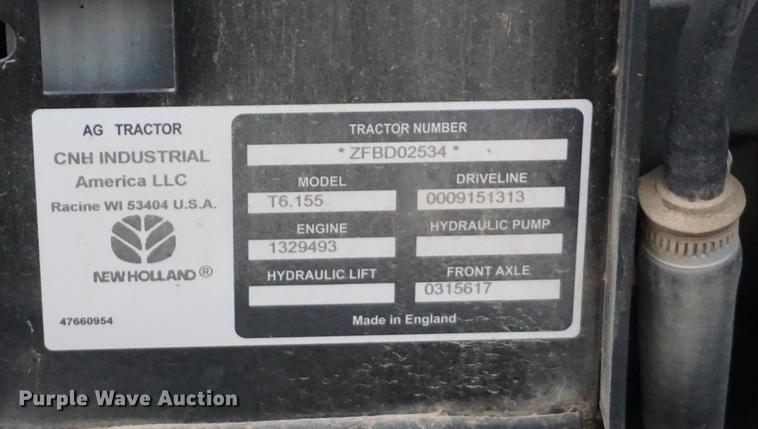 AG TRACTOR
CNH INDUSTRIAL
America LLC
Racine WI 53404 U.S.A.
NEW HOLLAND®
47660954
TRACTOR NUMBER
* ZFBD02534 *
MODEL
T6.155
DRIVELINE
0009151313
ENGINE
1329493
HYDRAULIC PUMP
HYDRAULIC LIFT
FRONT AXLE
0315617
Made in England
Purple Wave Auction